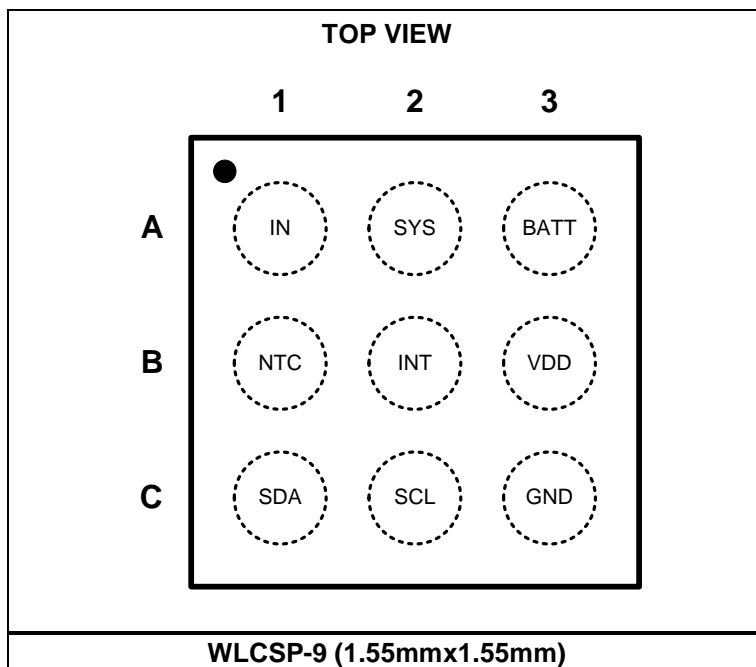 TOP VIEW
1 2 3
A IN SYS BATT
B NTC INT VDD
C SDA SCL GND
WLCSP-9 (1.55mmx1.55mm)